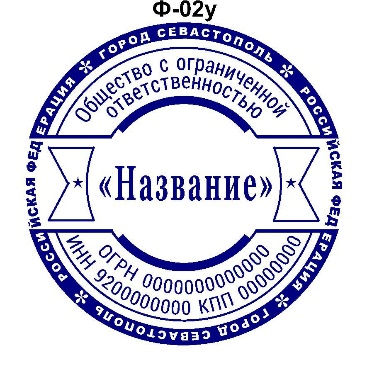 Ф-02у
ГОРОД СЕВАСТОПОЛЬ ✻ РОССИЙСКАЯ ФЕДЕРАЦИЯ ✻ ГОРОД СЕВАСТОПОЛЬ ✻ РОССИЙСКАЯ ФЕДЕРАЦИЯ ✻
Общество с ограниченной
ответственностью
«Название»
ОГРН 0000000000000
ИНН 9200000000 КПП 00000000